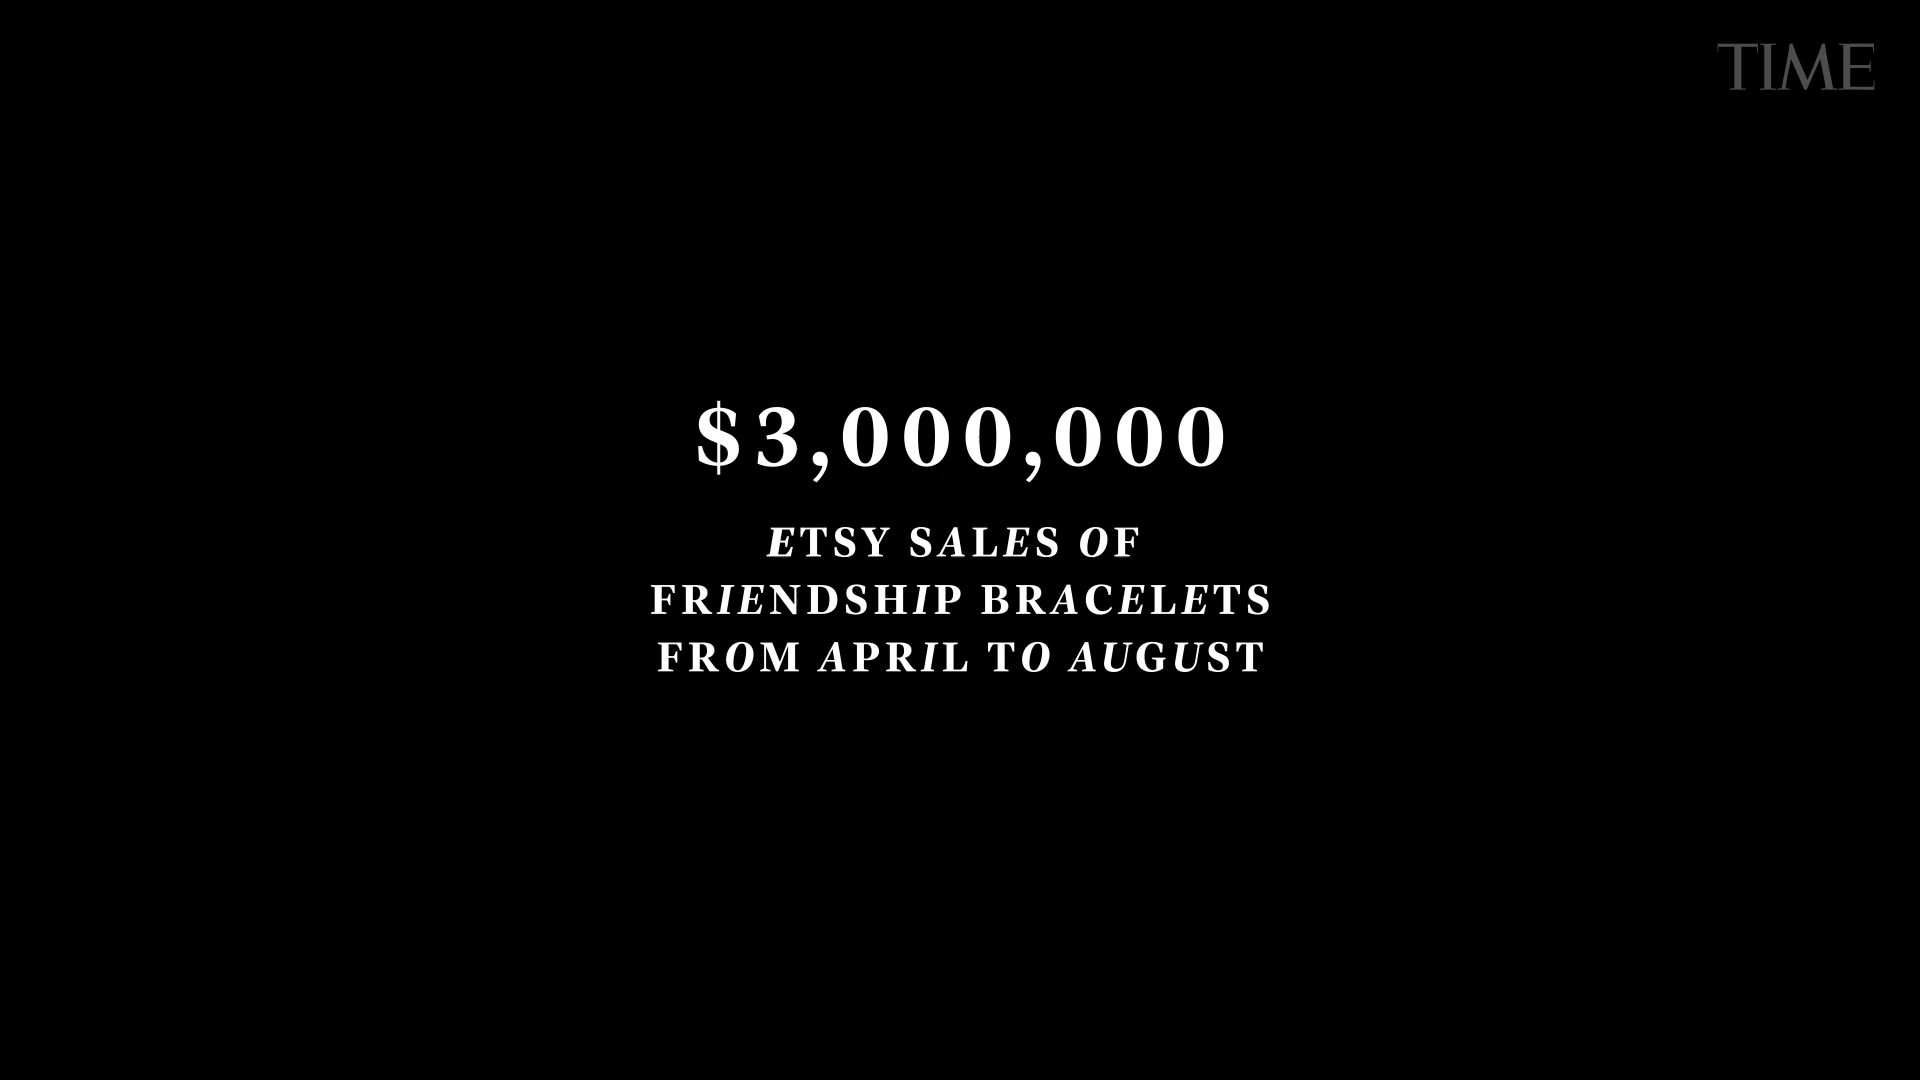 TIME
$3,000,000
ETSY SALES OF
FRIENDSHIP BRACELETS
FROM APRIL TO AUGUST